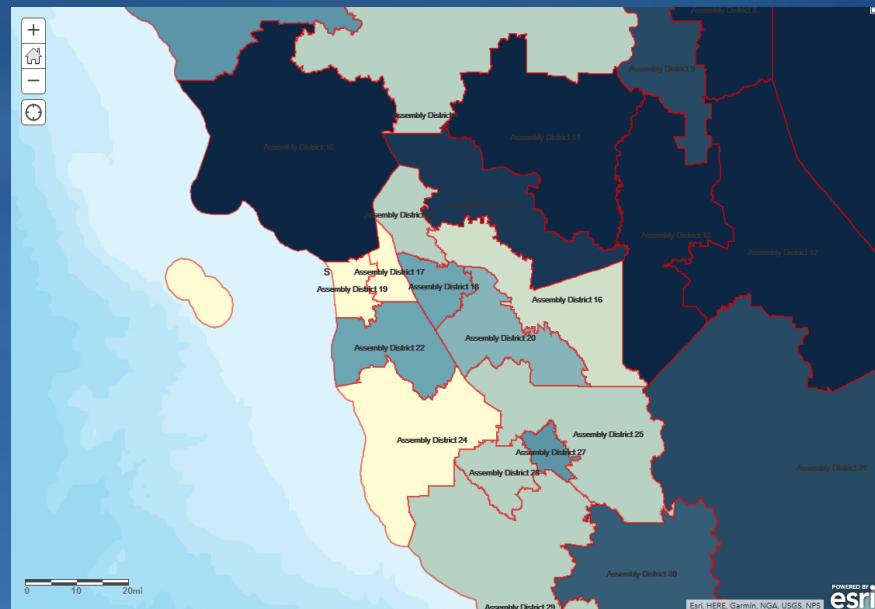 +
−
Assembly District 9
Assembly District
Assembly District 11
Assembly District 10
Assembly District
Assembly District 13
Assembly District 12
S
Assembly District 17
Assembly District 19
Assembly District 18
Assembly District 16
Assembly District 20
Assembly District 22
Assembly District 24
Assembly District 25
Assembly District 27
Assembly District 28
Assembly District 21
Assembly District 30
Assembly District 29
0 10 20mi
POWERED BY
esri
Esri, HERE, Garmin, NGA, USGS, NPS